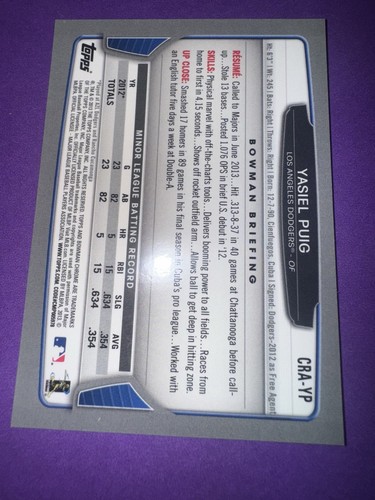 CRA-YP
YASIEL PUIG
LOS ANGELES DODGERS® - OF
Ht: 6'3" | Wt: 245 | Bats: Right | Throws: Right | Born: 12-7-90, Cienfuegos, Cuba | Signed: Dodgers-2012 as Free Agent
BOWMAN BRIEFING
RÉSUMÉ: Called to Majors in June 2013...Hit .313-8-37 in 40 games at Chattanooga before call-
up...Stole 13 bases...Posted 1.076 OPS in brief U.S. debut in '12.
SKILLS: Physical marvel with off-the-charts tools...Delivers booming power to all fields...Races from
home to first in 4.15 seconds...Shows off rocket outfield arm...Allows ball to get deep in hitting zone.
UP CLOSE: Smashed 17 homers in 89 games in his final season in Cuba's pro league...Worked with
an English tutor five days a week at Double-A.
MINOR LEAGUE BATTING RECORD
YR G AB HR RBI SLG AVG
2012* 23 82 5 15 .634 .354
TOTALS 23 82 5 15 .634 .354
TOPPS